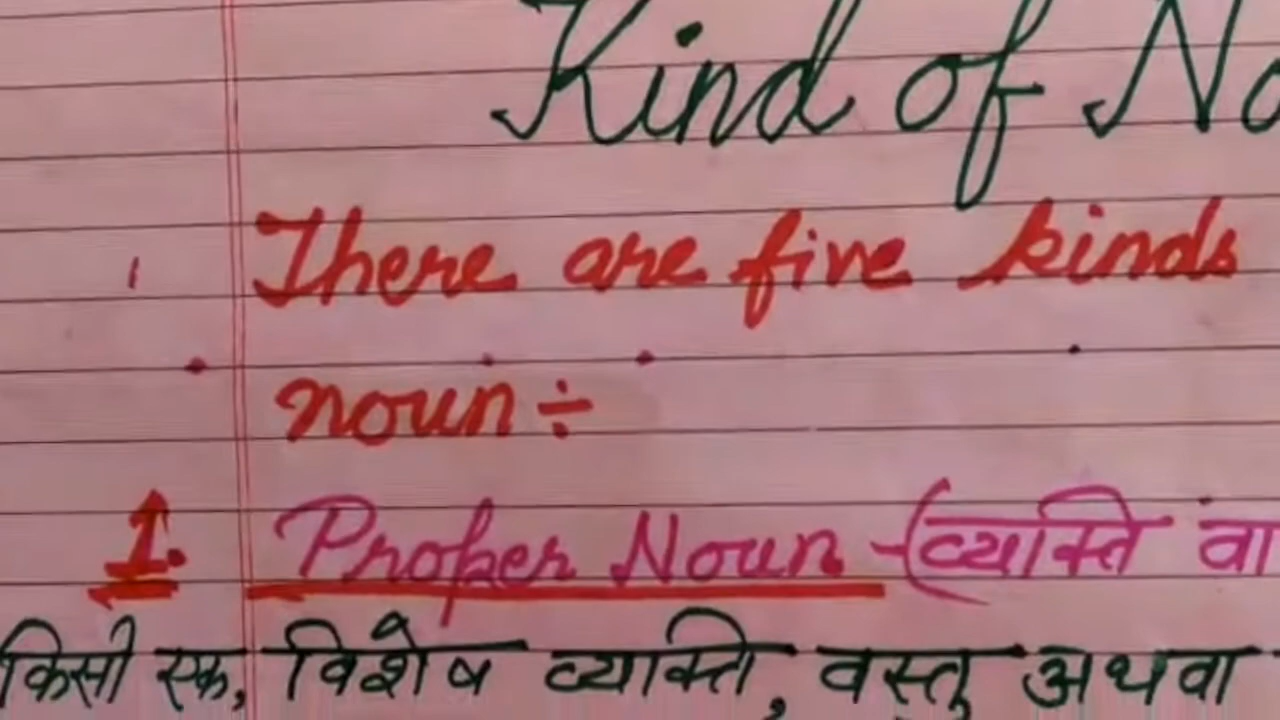 Kind of No
There are five kinds
noun ÷
1. Proper Noun - (व्यक्ति वा
किसी एक, विशेष व्यक्ति, वस्तु अथवा